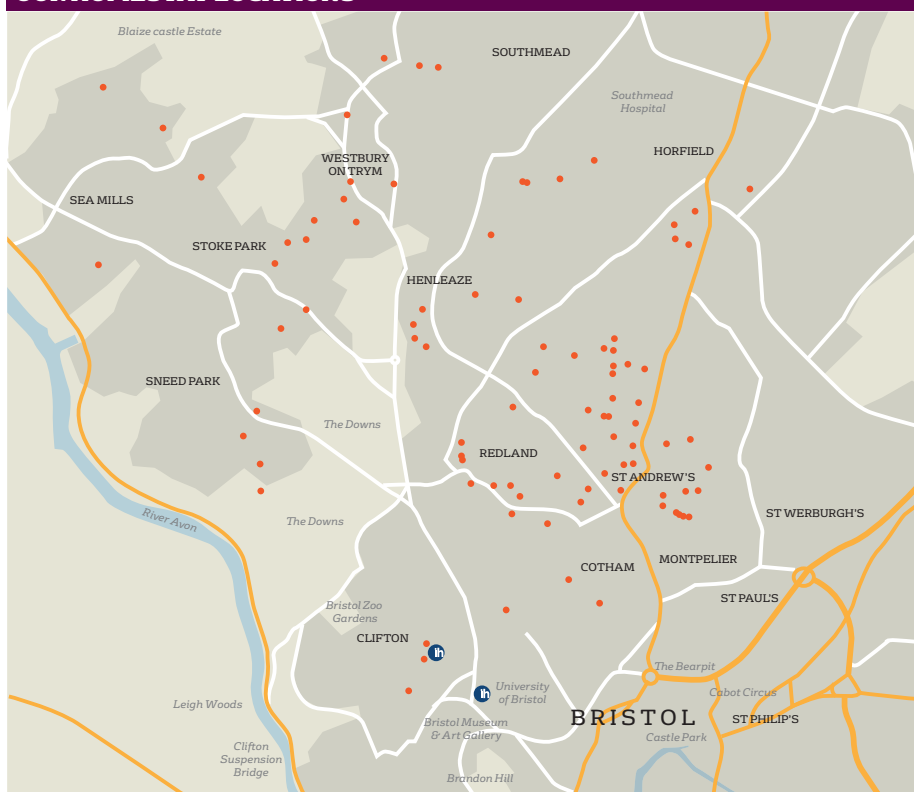 Blaize castle Estate
SOUTHMEAD
Southmead
Hospital
HORFIELD
WESTBURY
ON TRYM
SEA MILLS
STOKE PARK
HENLEAZE
SNEED PARK
The Downs
REDLAND
ST ANDREW'S
River Avon
The Downs
ST WERBURGH'S
MONTPELIER
COTHAM
ST PAUL'S
Bristol Zoo
Gardens
CLIFTON
ih
The Bearpit
ih
University
of Bristol
Cabot Circus
Leigh Woods
BRISTOL
ST PHILIP'S
Bristol Museum
& Art Gallery
Castle Park
Clifton
Suspension
Bridge
Brandon Hill